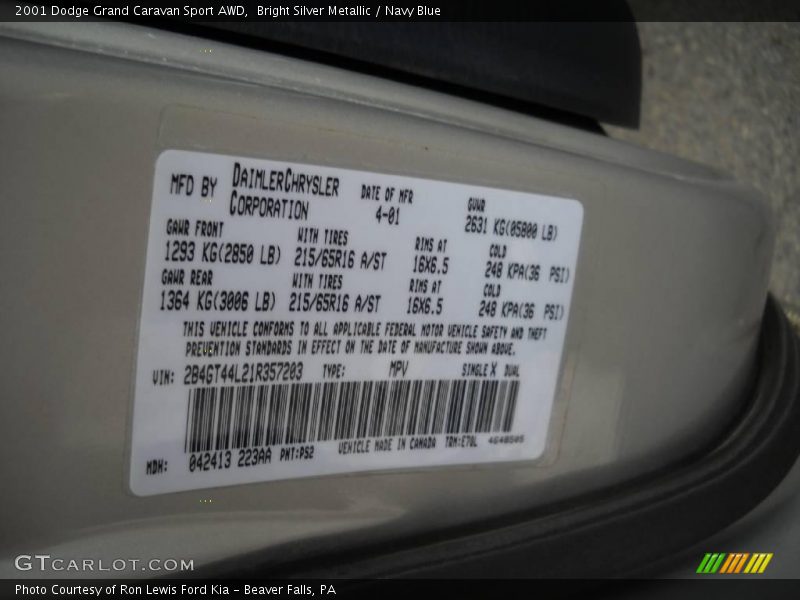 2001 Dodge Grand Caravan Sport AWD,  Bright Silver Metallic / Navy Blue
MFD BY DAIMLERCHRYSLER CORPORATION
DATE OF MFR 4-01
GVWR 2631 KG(05800 LB)
GAWR FRONT WITH TIRES RIMS AT COLD
1293 KG(2850 LB) 215/65R16 A/ST 16X6.5 248 KPA(36 PSI)
GAWR REAR WITH TIRES RIMS AT COLD
1364 KG(3006 LB) 215/65R16 A/ST 16X6.5 248 KPA(36 PSI)
THIS VEHICLE CONFORMS TO ALL APPLICABLE FEDERAL MOTOR VEHICLE SAFETY AND THEFT
PREVENTION STANDARDS IN EFFECT ON THE DATE OF MANUFACTURE SHOWN ABOVE.
VIN: 2B4GT44L21R357203 TYPE: MPV SINGLE X DUAL
MDH: 042413 223AA PNT:PS2 VEHICLE MADE IN CANADA TRM:E7DL
GTCARLOT.COM
Photo Courtesy of Ron Lewis Ford Kia - Beaver Falls, PA